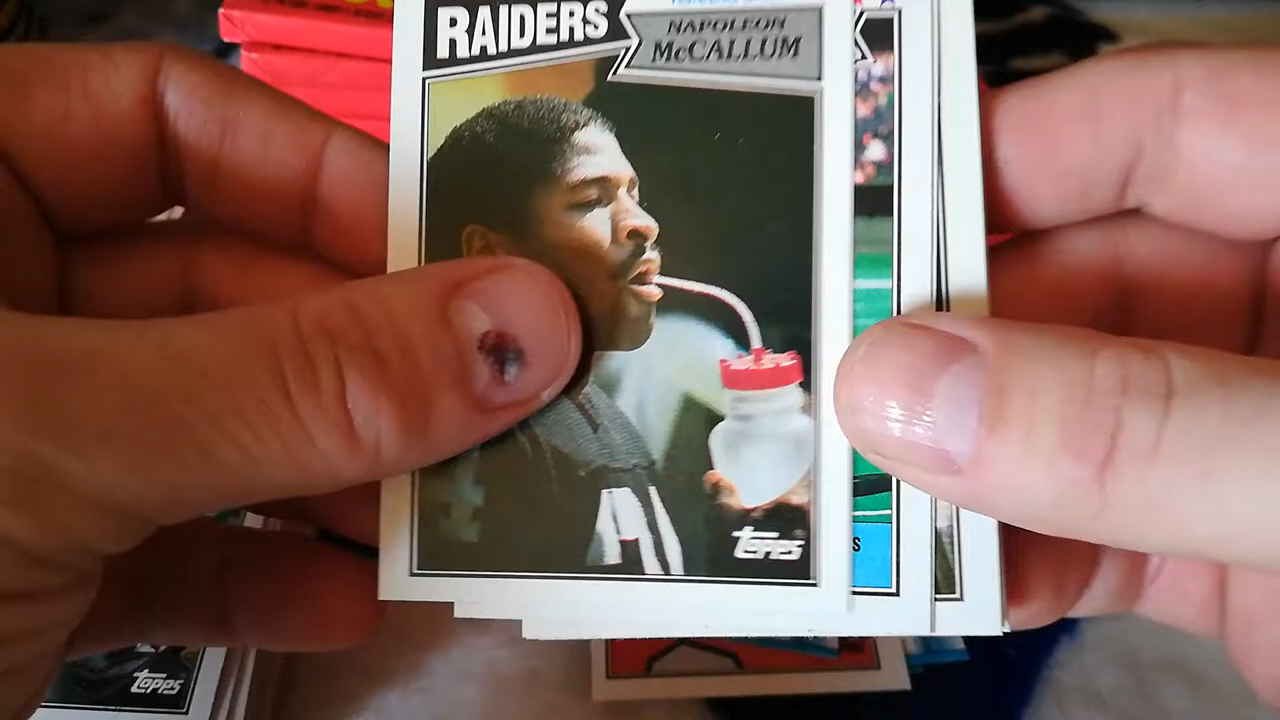 RAIDERS
NAPOLEON
McCALLUM
topps
s
topps